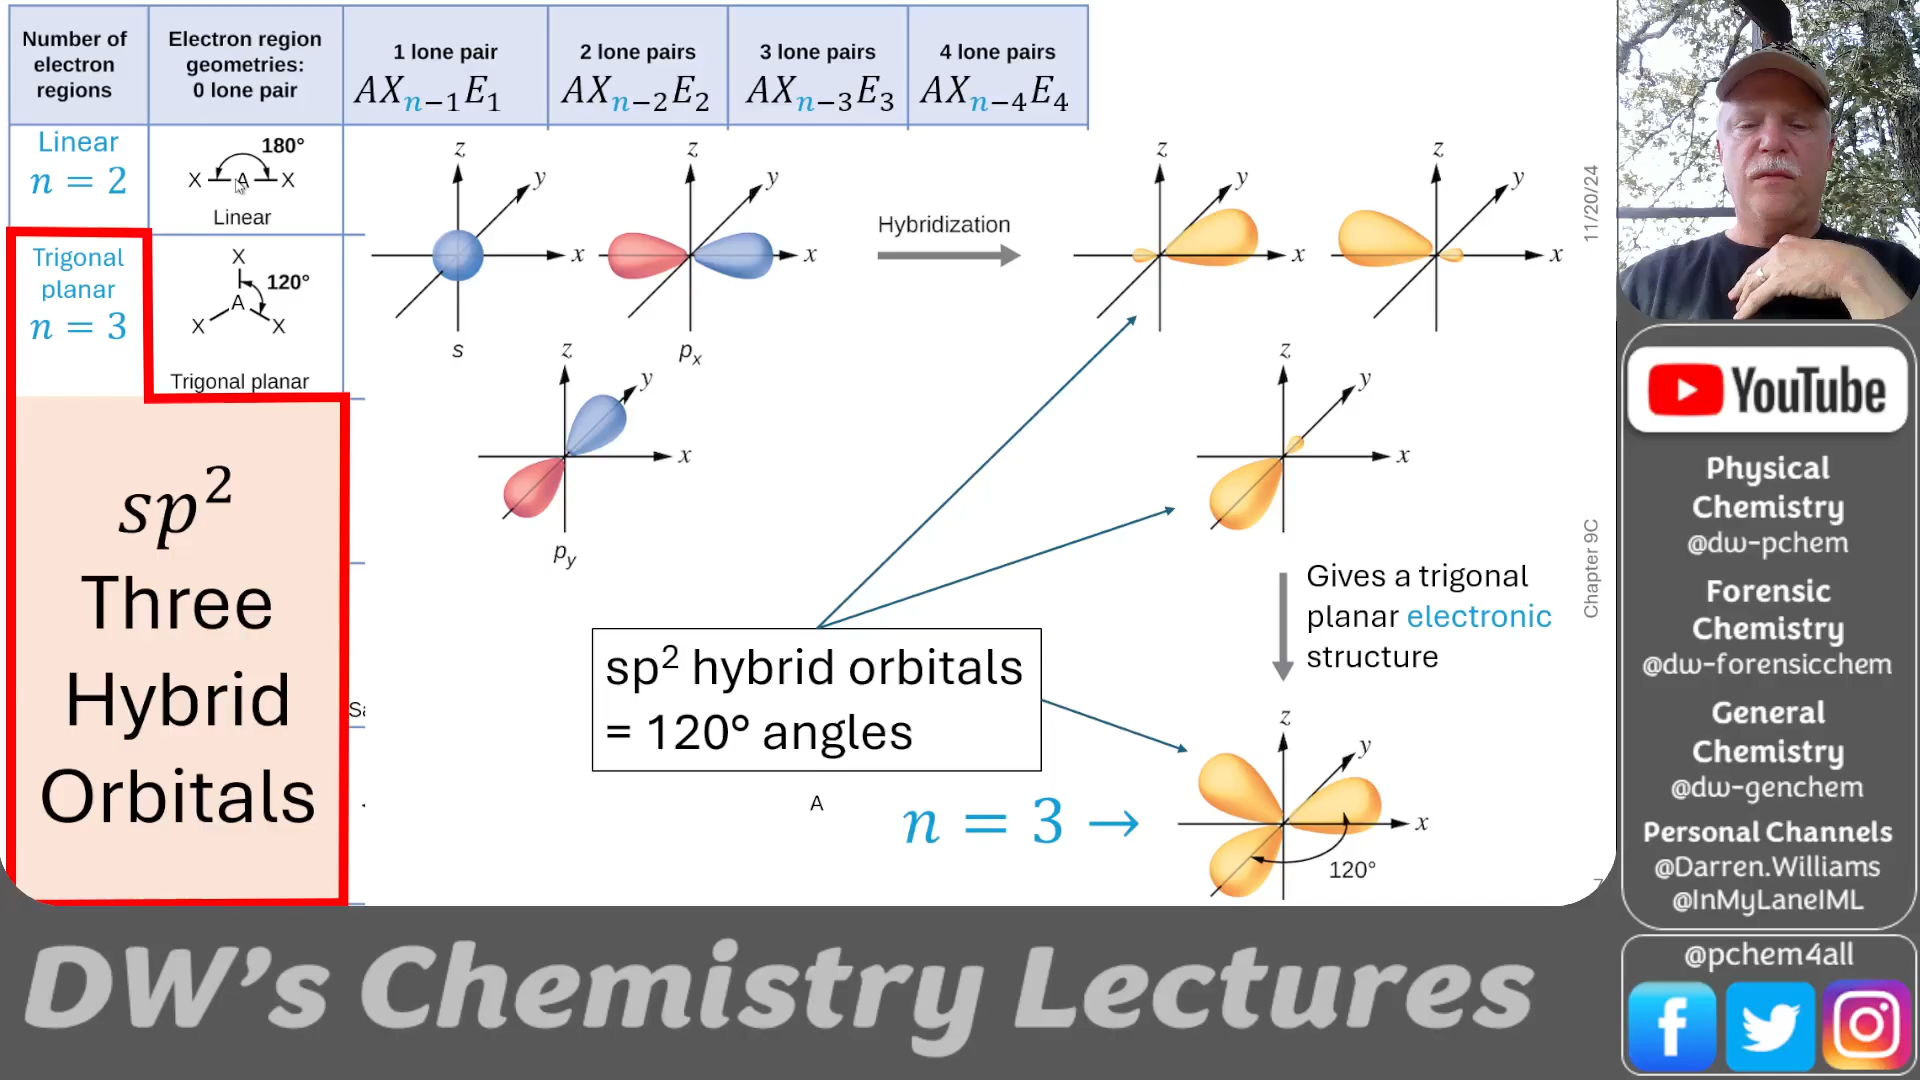 Number of
electron
regions
Electron region
geometries:
0 lone pair
1 lone pair
AXₙ₋₁E₁
2 lone pairs
AXₙ₋₂E₂
3 lone pairs
AXₙ₋₃E₃
4 lone pairs
AXₙ₋₄E₄
Linear
n = 2
180°
X A X
Linear
Trigonal
planar
n = 3
X
120°
A
X X
Trigonal planar
sp²
Three
Hybrid
Orbitals
z
y
x
s
z
y
x
pₓ
z
y
x
p_y
Hybridization
z
y
x
z
y
x
z
y
x
sp² hybrid orbitals
= 120° angles
A
Gives a trigonal
planar electronic
structure
n = 3 →
z
y
x
120°
11/20/24
Chapter 9C
YouTube
Physical
Chemistry
@dw-pchem
Forensic
Chemistry
@dw-forensicchem
General
Chemistry
@dw-genchem
Personal Channels
@Darren.Williams
@InMyLaneIML
@pchem4all
DW's Chemistry Lectures